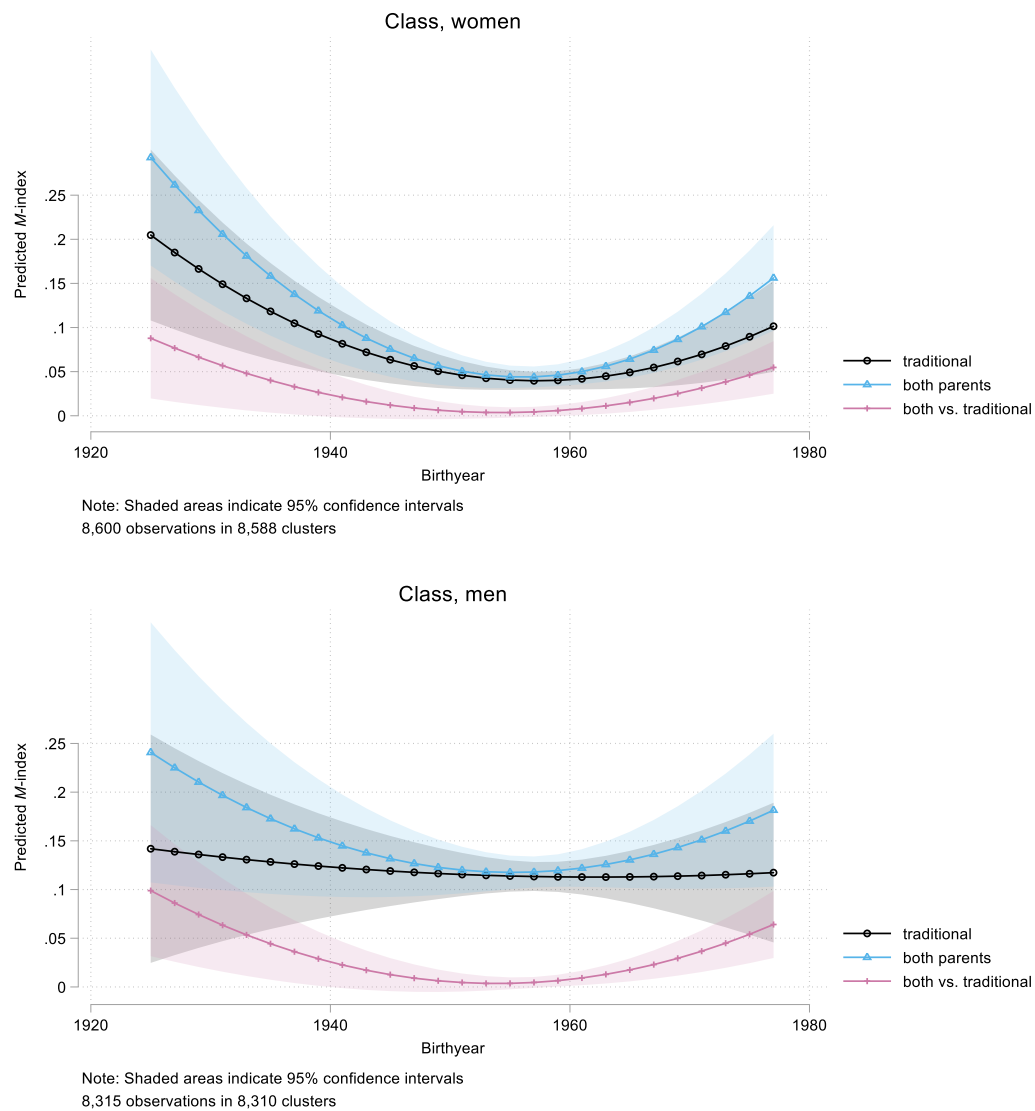 Class, women
Predicted M-index
.25
.2
.15
.1
.05
0
1920 1940 1960 1980
Birthyear
traditional
both parents
both vs. traditional
Note: Shaded areas indicate 95% confidence intervals
8,600 observations in 8,588 clusters
Class, men
Predicted M-index
.25
.2
.15
.1
.05
0
1920 1940 1960 1980
Birthyear
traditional
both parents
both vs. traditional
Note: Shaded areas indicate 95% confidence intervals
8,315 observations in 8,310 clusters